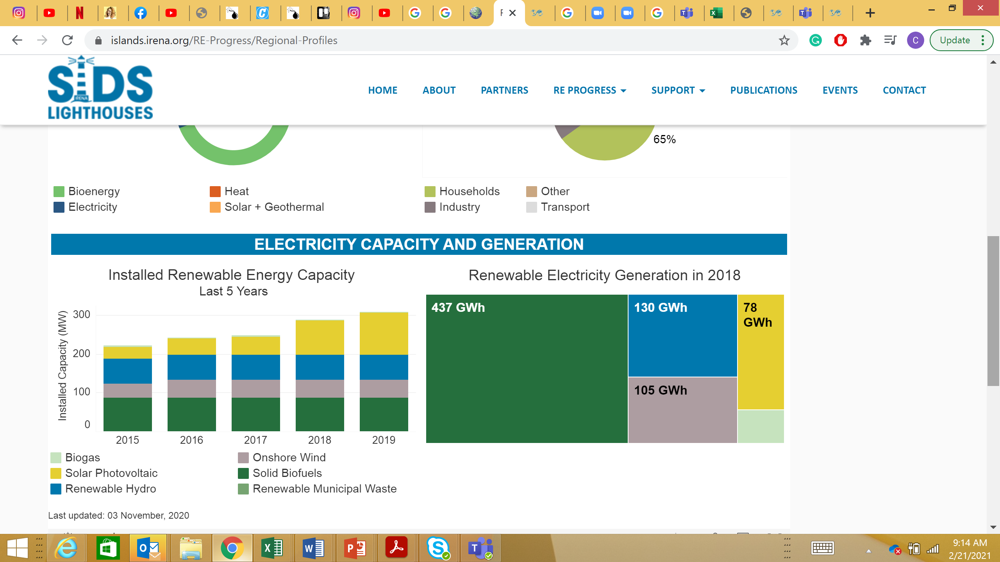 islands.irena.org/RE-Progress/Regional-Profiles
Update
SIDS
IRENA
LIGHTHOUSES
HOME
ABOUT
PARTNERS
RE PROGRESS
SUPPORT
PUBLICATIONS
EVENTS
CONTACT
65%
Bioenergy
Heat
Electricity
Solar + Geothermal
Households
Other
Industry
Transport
ELECTRICITY CAPACITY AND GENERATION
Installed Renewable Energy Capacity
Last 5 Years
Installed Capacity (MW)
300
200
100
0
2015
2016
2017
2018
2019
Biogas
Onshore Wind
Solar Photovoltaic
Solid Biofuels
Renewable Hydro
Renewable Municipal Waste
Renewable Electricity Generation in 2018
437 GWh
130 GWh
105 GWh
78
GWh
Last updated: 03 November, 2020
9:14 AM
2/21/2021